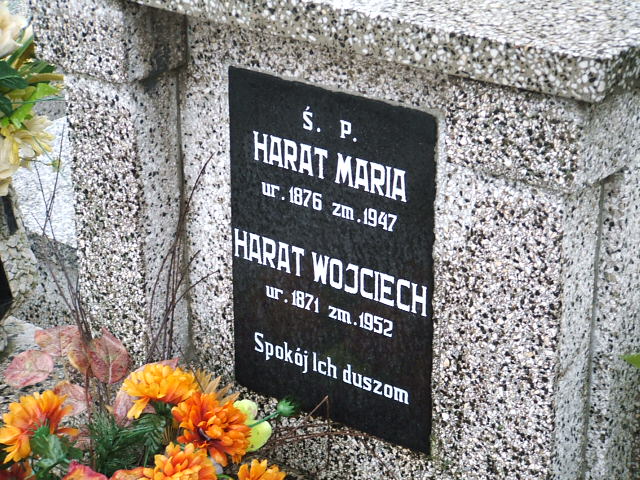 Ś. P.
HARAT MARIA
ur. 1876 zm. 1947
HARAT WOJCIECH
ur. 1871 zm. 1952
Spokój Ich duszom